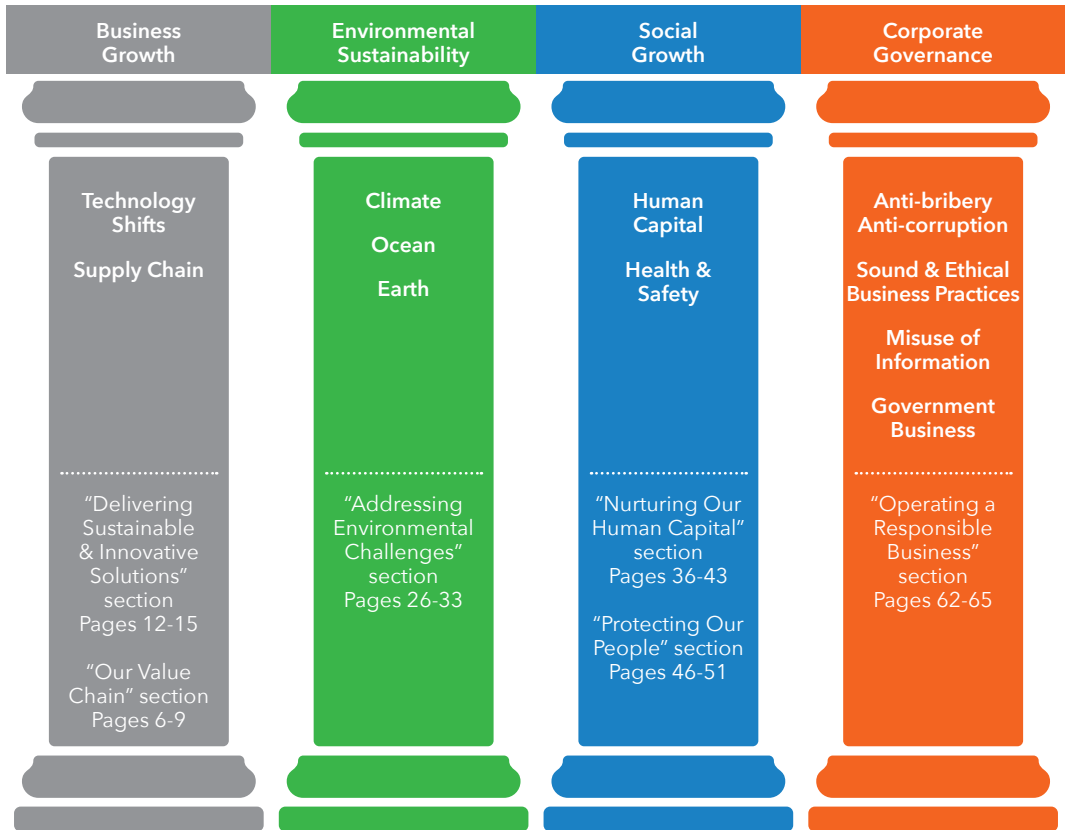 Business
Growth
Environmental
Sustainability
Social
Growth
Corporate
Governance
Technology
Shifts
Supply Chain
“Delivering
Sustainable
& Innovative
Solutions”
section
Pages 12-15
“Our Value
Chain” section
Pages 6-9
Climate
Ocean
Earth
“Addressing
Environmental
Challenges”
section
Pages 26-33
Human
Capital
Health &
Safety
“Nurturing Our
Human Capital”
section
Pages 36-43
“Protecting Our
People” section
Pages 46-51
Anti-bribery
Anti-corruption
Sound & Ethical
Business Practices
Misuse of
Information
Government
Business
“Operating a
Responsible
Business”
section
Pages 62-65